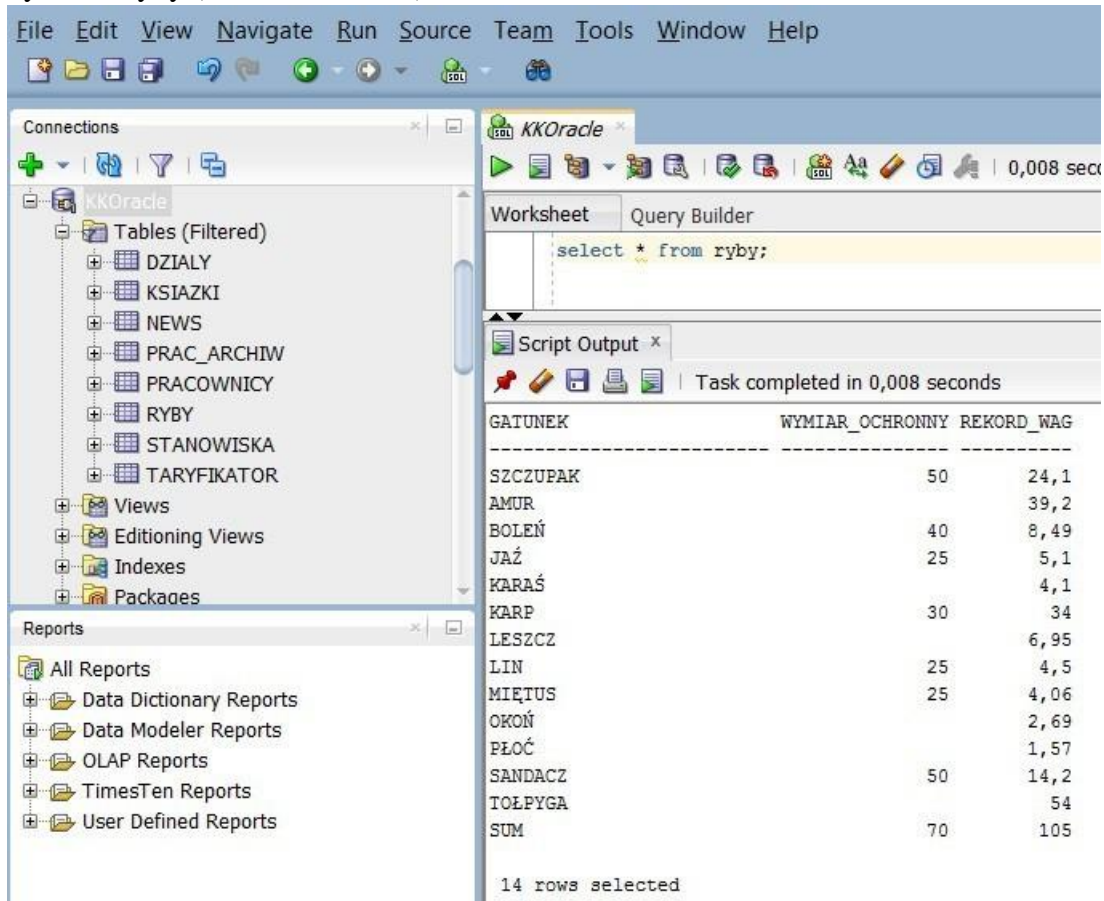 File Edit View Navigate Run Source Team Tools Window Help
Connections
KKOracle
Tables (Filtered)
DZIALY
KSIAZKI
NEWS
PRAC_ARCHIW
PRACOWNICY
RYBY
STANOWISKA
TARYFIKATOR
Views
Editioning Views
Indexes
Packages
Reports
All Reports
Data Dictionary Reports
Data Modeler Reports
OLAP Reports
TimesTen Reports
User Defined Reports
KKOracle
0,008 seco
Worksheet Query Builder
select * from ryby;
Script Output
Task completed in 0,008 seconds
GATUNEK WYMIAR_OCHRONNY REKORD_WAG
------------------------- --------------- ----------
SZCZUPAK 50 24,1
AMUR 39,2
BOLEŃ 40 8,49
JAŹ 25 5,1
KARAŚ 4,1
KARP 30 34
LESZCZ 6,95
LIN 25 4,5
MIĘTUS 25 4,06
OKOŃ 2,69
PŁOĆ 1,57
SANDACZ 50 14,2
TOŁPYGA 54
SUM 70 105
14 rows selected